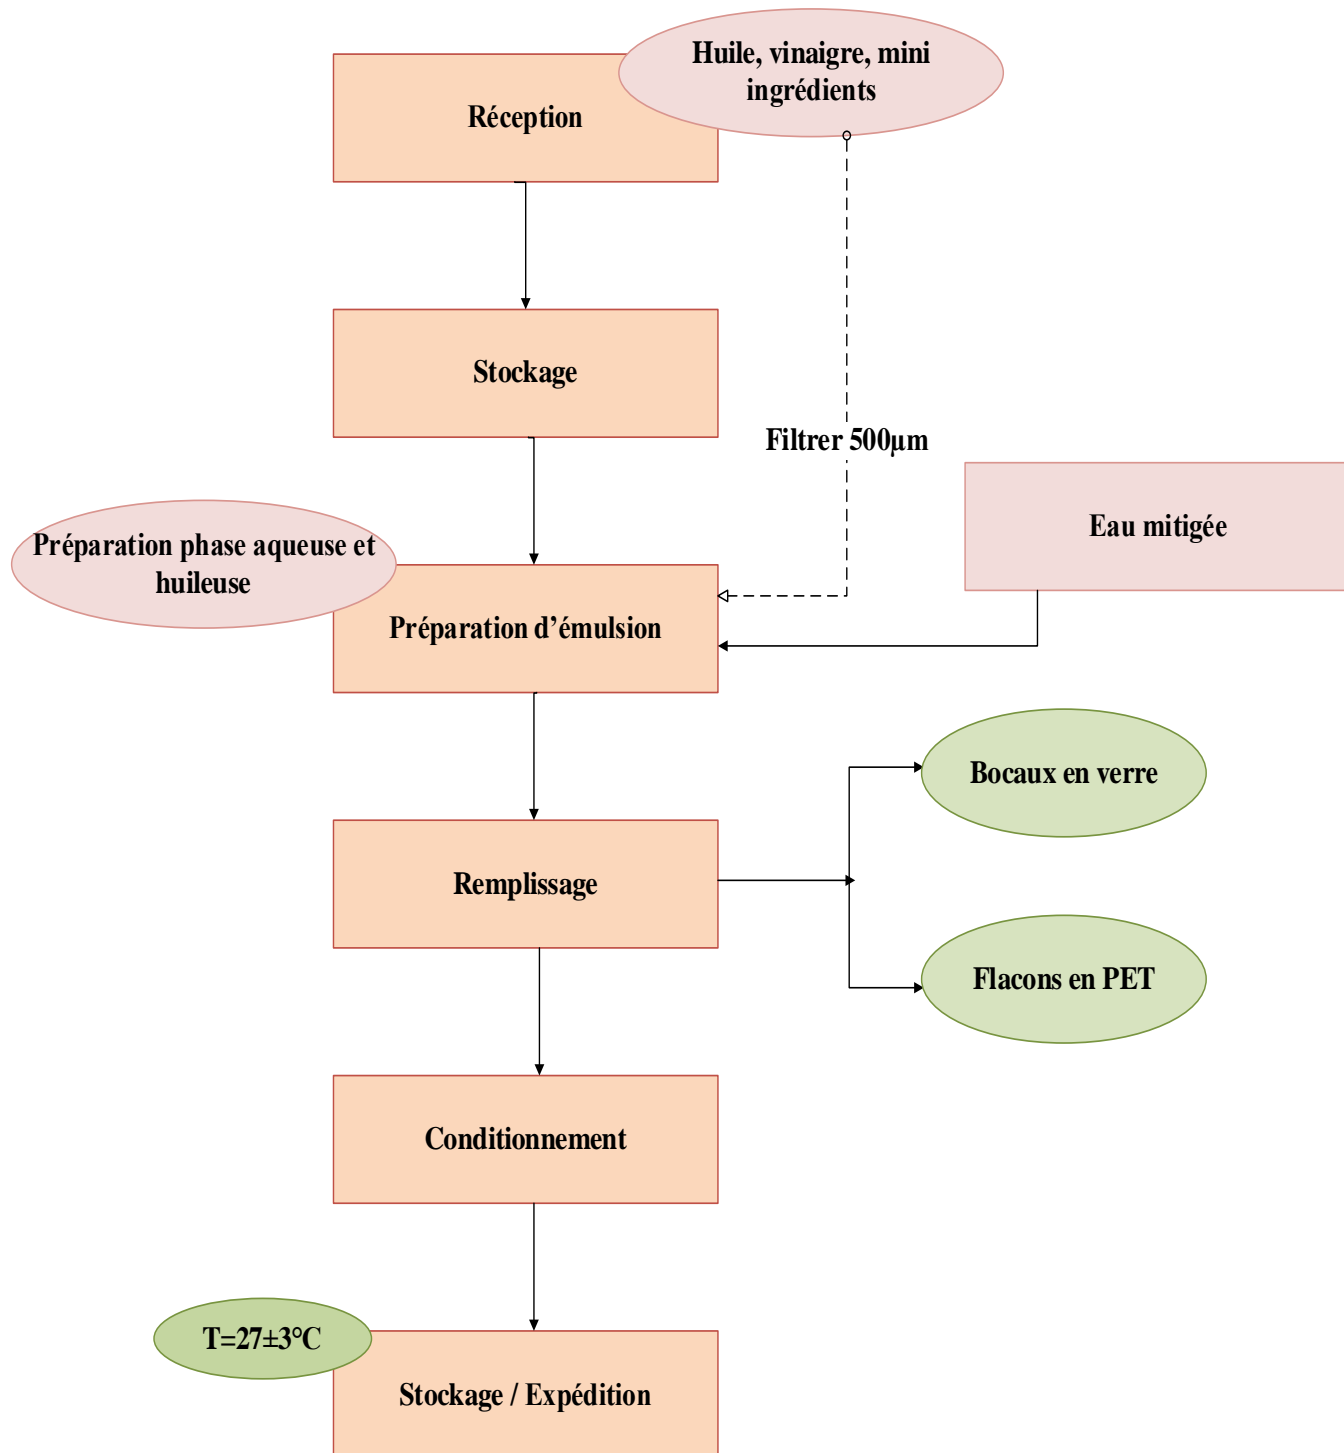 Huile, vinaigre, mini
ingrédients
Réception
Stockage
Filtrer 500µm
Eau mitigée
Préparation phase aqueuse et
huileuse
Préparation d’émulsion
Bocaux en verre
Remplissage
Flacons en PET
Conditionnement
T=27±3°C
Stockage / Expédition